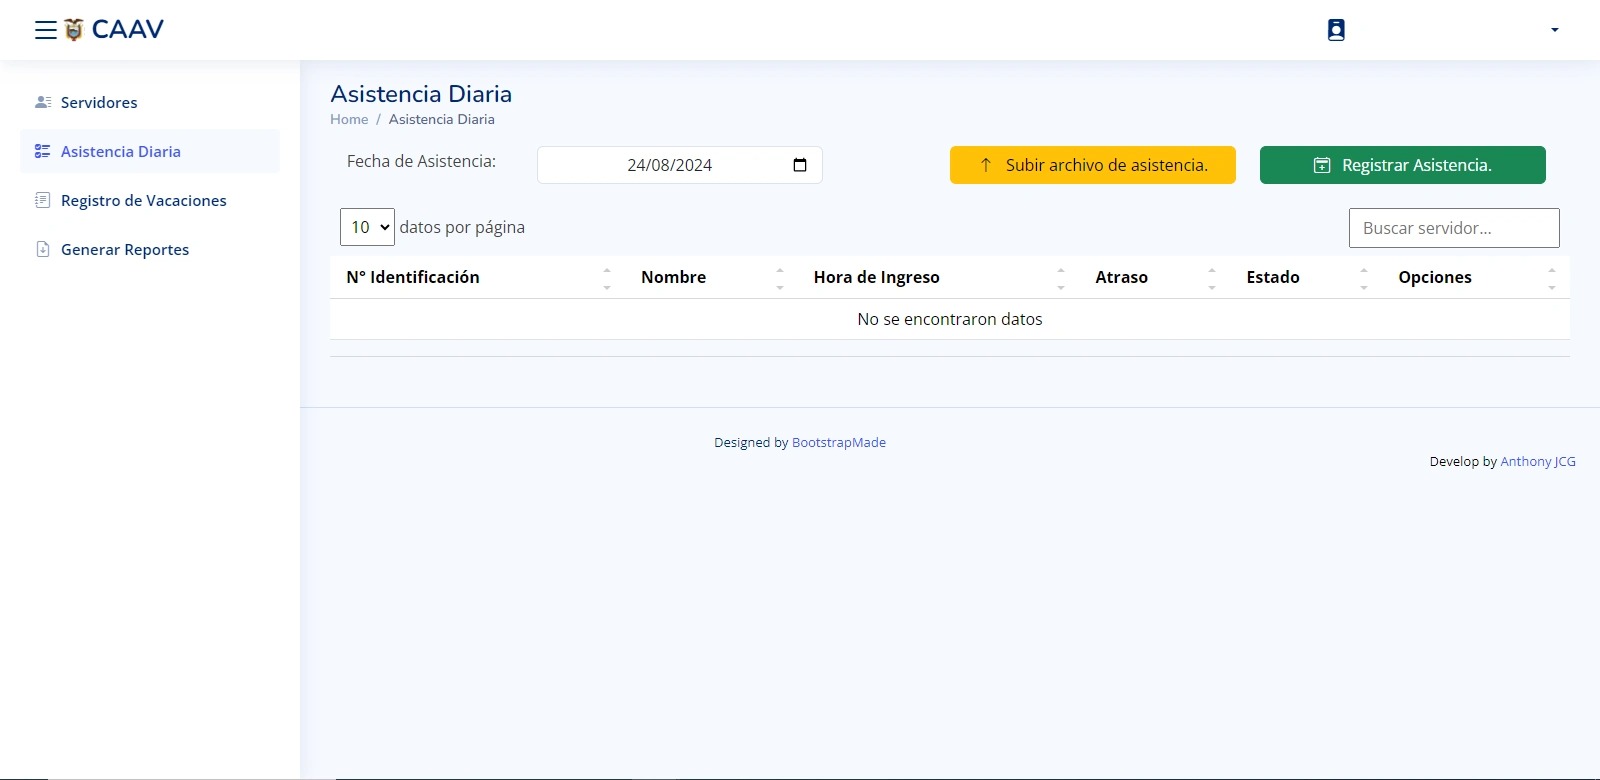 CAAV
Servidores
Asistencia Diaria
Registro de Vacaciones
Generar Reportes
Asistencia Diaria
Home / Asistencia Diaria
Fecha de Asistencia: 24/08/2024 Subir archivo de asistencia. Registrar Asistencia.
10 datos por página Buscar servidor...
N° Identificación Nombre Hora de Ingreso Atraso Estado Opciones
No se encontraron datos
Designed by BootstrapMade
Develop by Anthony JCG